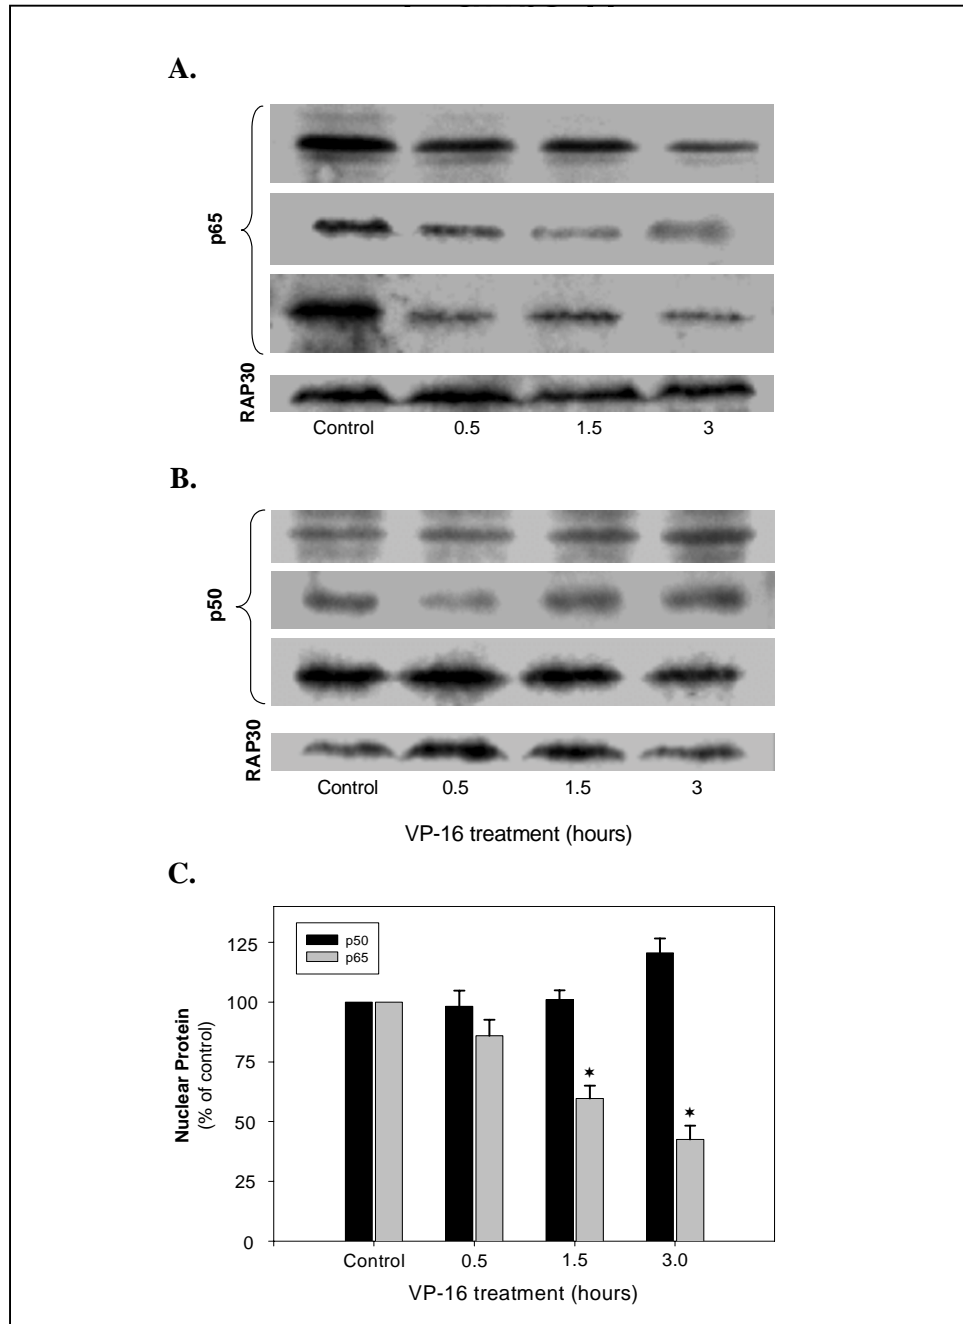 A.
p65
RAP30
Control 0.5 1.5 3
B.
p50
RAP30
Control 0.5 1.5 3
VP-16 treatment (hours)
C.
p50
p65
Nuclear Protein
(% of control)
125
100
75
50
25
0
* *
Control 0.5 1.5 3.0
VP-16 treatment (hours)